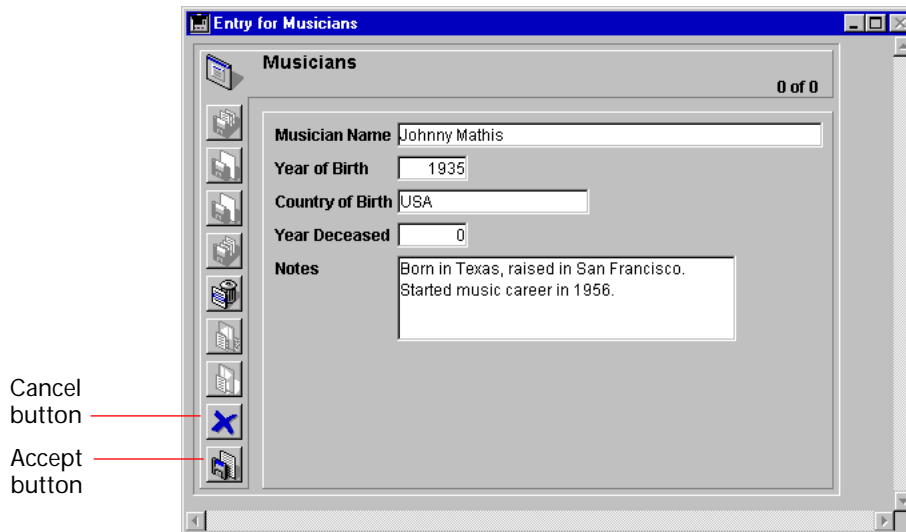 Entry for Musicians
Musicians
0 of 0
Musician Name Johnny Mathis
Year of Birth 1935
Country of Birth USA
Year Deceased 0
Notes Born in Texas, raised in San Francisco.
Started music career in 1956.
Cancel
button
Accept
button